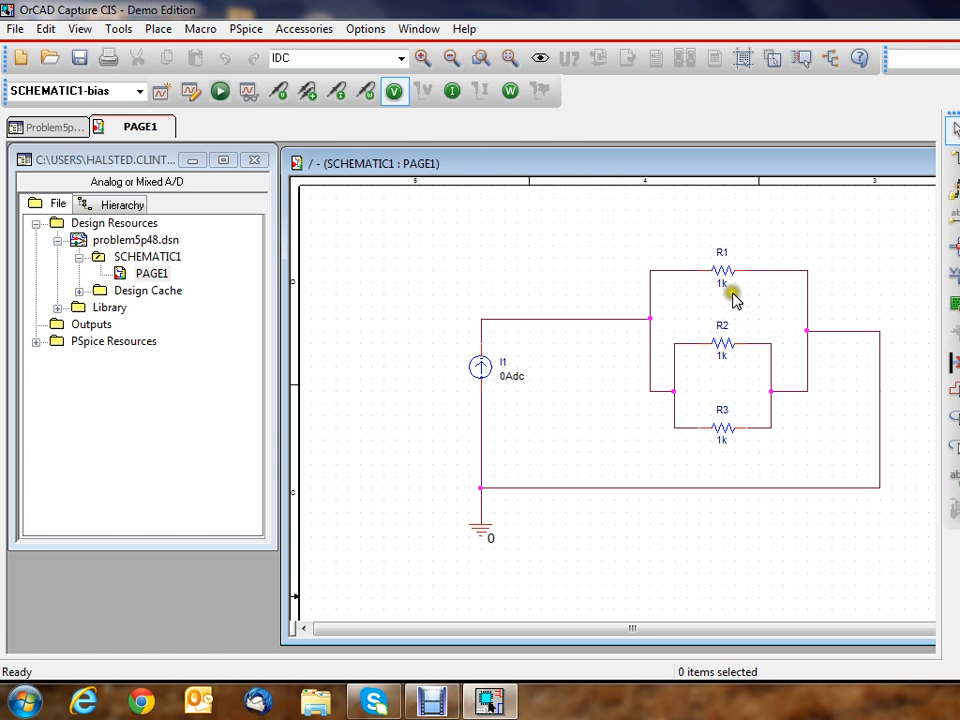 OrCAD Capture CIS - Demo Edition
File Edit View Tools Place Macro PSpice Accessories Options Window Help
IDC
U?
SCHEMATIC1-bias
V V I I W
Problem5p... PAGE1
C:\USERS\HALSTED.CLINT...
/ - (SCHEMATIC1 : PAGE1)
Analog or Mixed A/D
5 4 3
File Hierarchy
Design Resources
problem5p48.dsn
SCHEMATIC1
PAGE1
Design Cache
Library
Outputs
PSpice Resources
D
C
R1
1k
R2
1k
I1
0Adc
R3
1k
0
Ready
0 items selected